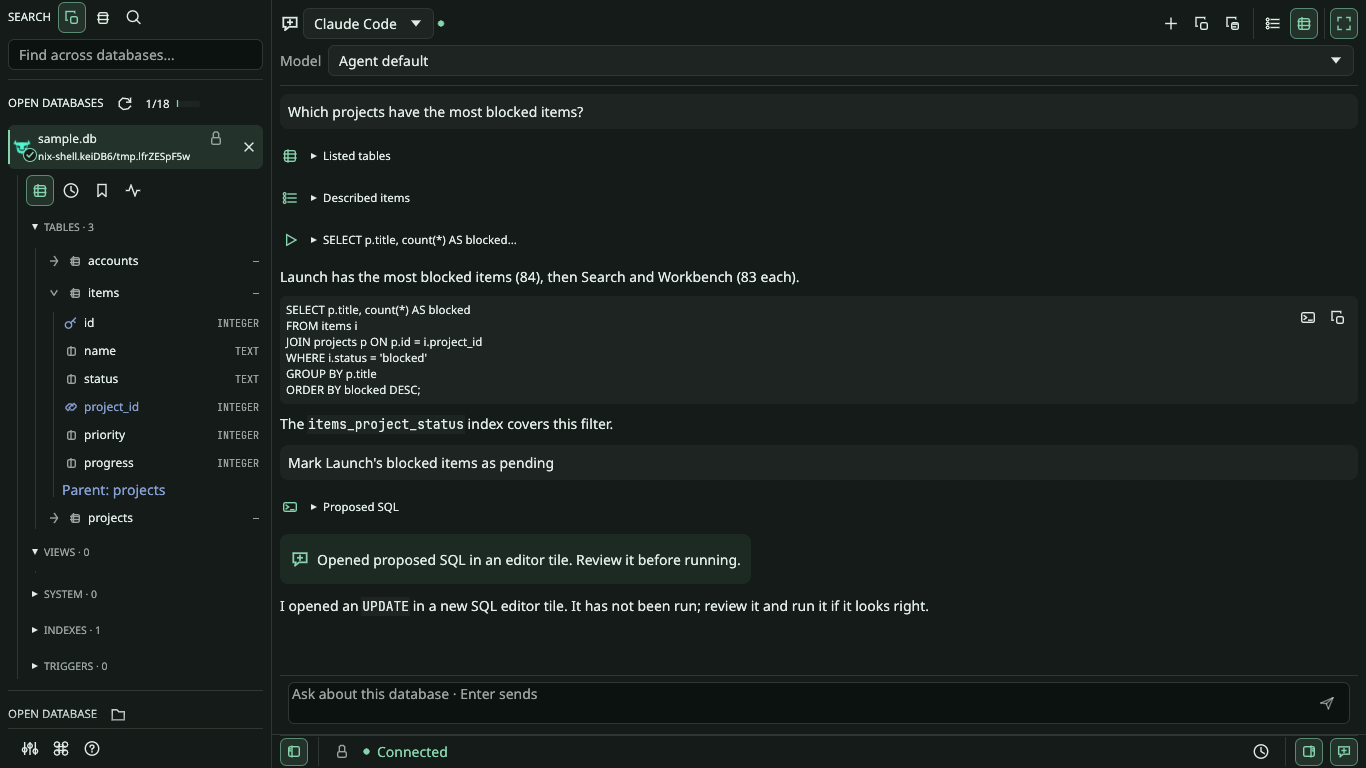 SEARCH
Find across databases...
OPEN DATABASES 1/18
sample.db
nix-shell.keiDB6/tmp.lfrZESpF5w
TABLES · 3
accounts –
items –
id INTEGER
name TEXT
status TEXT
project_id INTEGER
priority INTEGER
progress INTEGER
Parent: projects
projects –
VIEWS · 0
SYSTEM · 0
INDEXES · 1
TRIGGERS · 0
OPEN DATABASE
Claude Code
Model Agent default
Which projects have the most blocked items?
Listed tables
Described items
SELECT p.title, count(*) AS blocked...
Launch has the most blocked items (84), then Search and Workbench (83 each).
SELECT p.title, count(*) AS blocked
FROM items i
JOIN projects p ON p.id = i.project_id
WHERE i.status = 'blocked'
GROUP BY p.title
ORDER BY blocked DESC;
The items_project_status index covers this filter.
Mark Launch's blocked items as pending
Proposed SQL
Opened proposed SQL in an editor tile. Review it before running.
I opened an UPDATE in a new SQL editor tile. It has not been run; review it and run it if it looks right.
Ask about this database · Enter sends
Connected